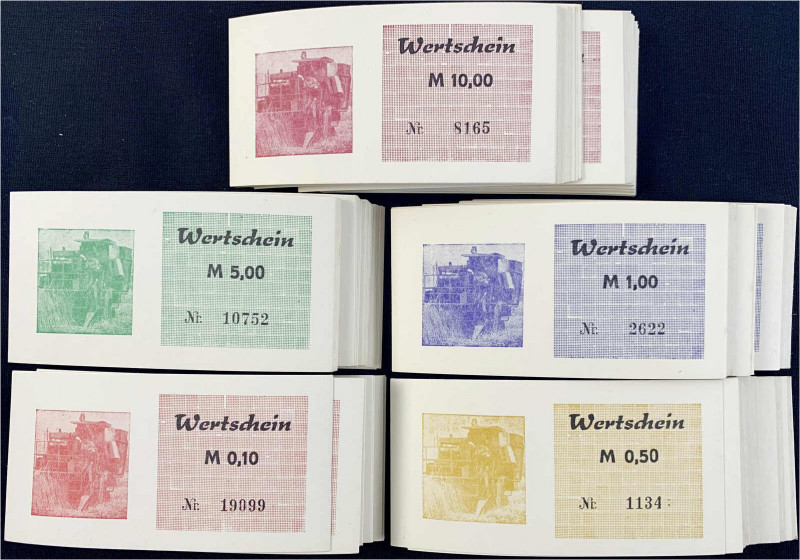 Wertschein
M 10,00
Nr. 8165
Wertschein
M 5,00
Nr. 10752
Wertschein
M 1,00
Nr. 2622
Wertschein
M 0,10
Nr. 19099
Wertschein
M 0,50
Nr. 1134